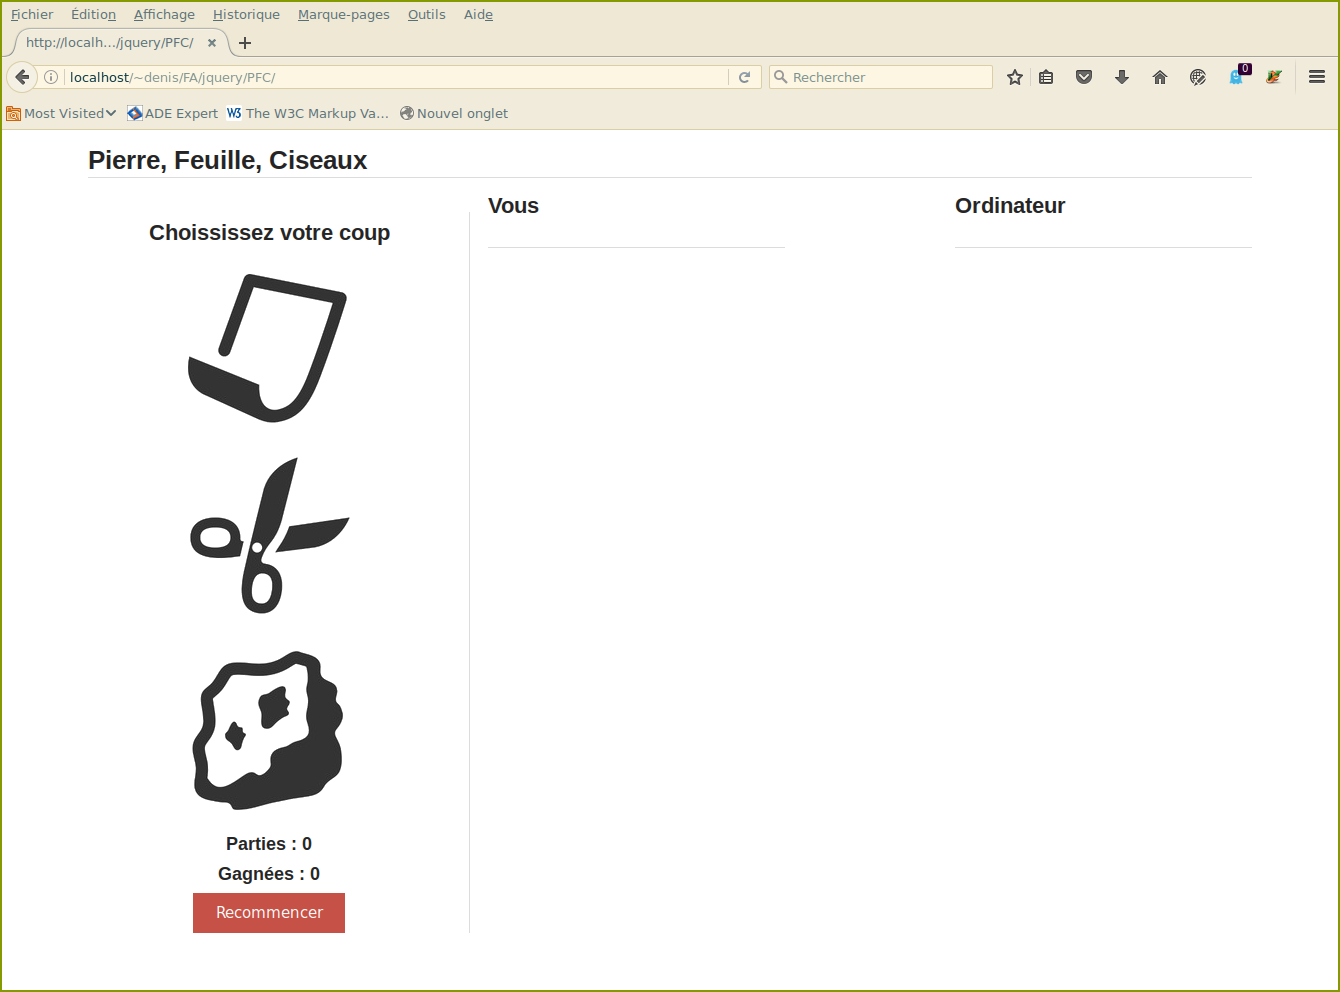 Fichier Édition Affichage Historique Marque-pages Outils Aide
http://localh…/jquery/PFC/
localhost/~denis/FA/jquery/PFC/ Rechercher 0
Most Visited ADE Expert W3 The W3C Markup Va… Nouvel onglet
Pierre, Feuille, Ciseaux
Vous Ordinateur
Choississez votre coup
Parties : 0
Gagnées : 0
Recommencer